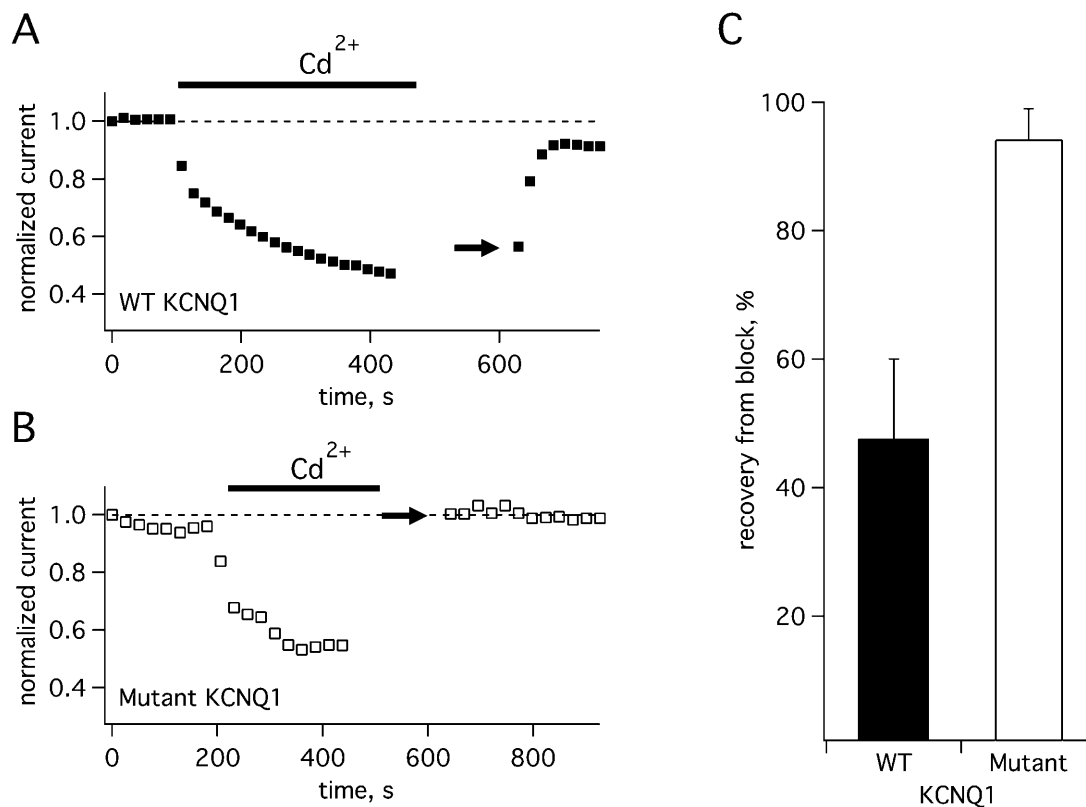 A
Cd2+
normalized current
1.0
0.8
0.6
0.4
WT KCNQ1
0
200
400
600
time, s
B
Cd2+
normalized current
1.0
0.8
0.6
0.4
Mutant KCNQ1
0
200
400
600
800
time, s
C
recovery from block, %
100
80
60
40
20
WT
Mutant
KCNQ1